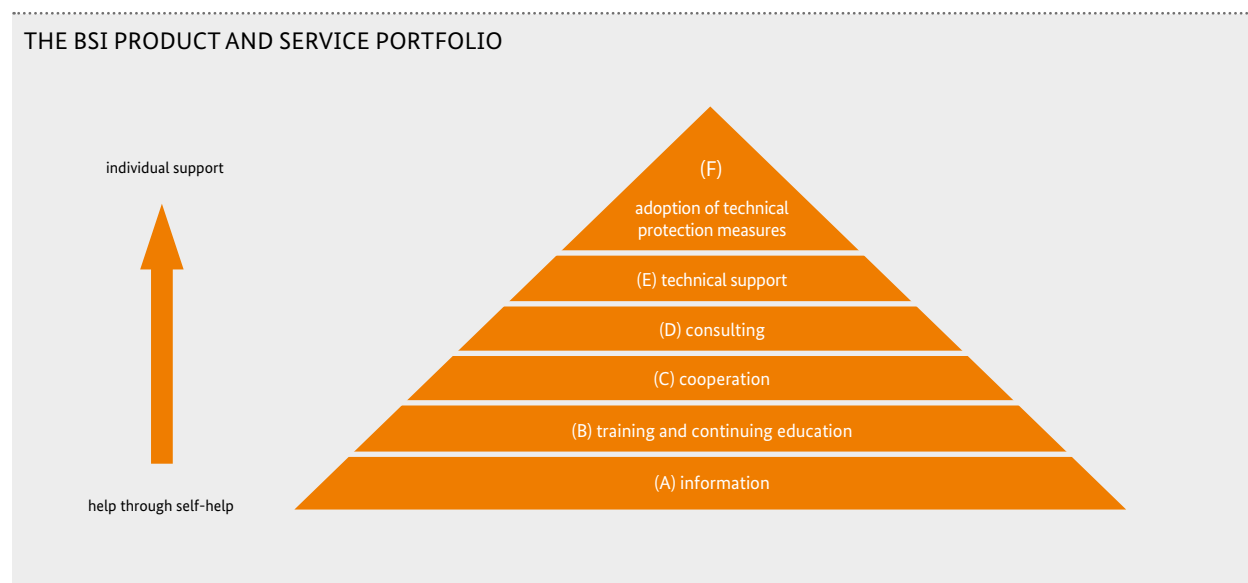 THE BSI PRODUCT AND SERVICE PORTFOLIO
individual support
(F)
adoption of technical
protection measures
(E) technical support
(D) consulting
(C) cooperation
(B) training and continuing education
(A) information
help through self-help